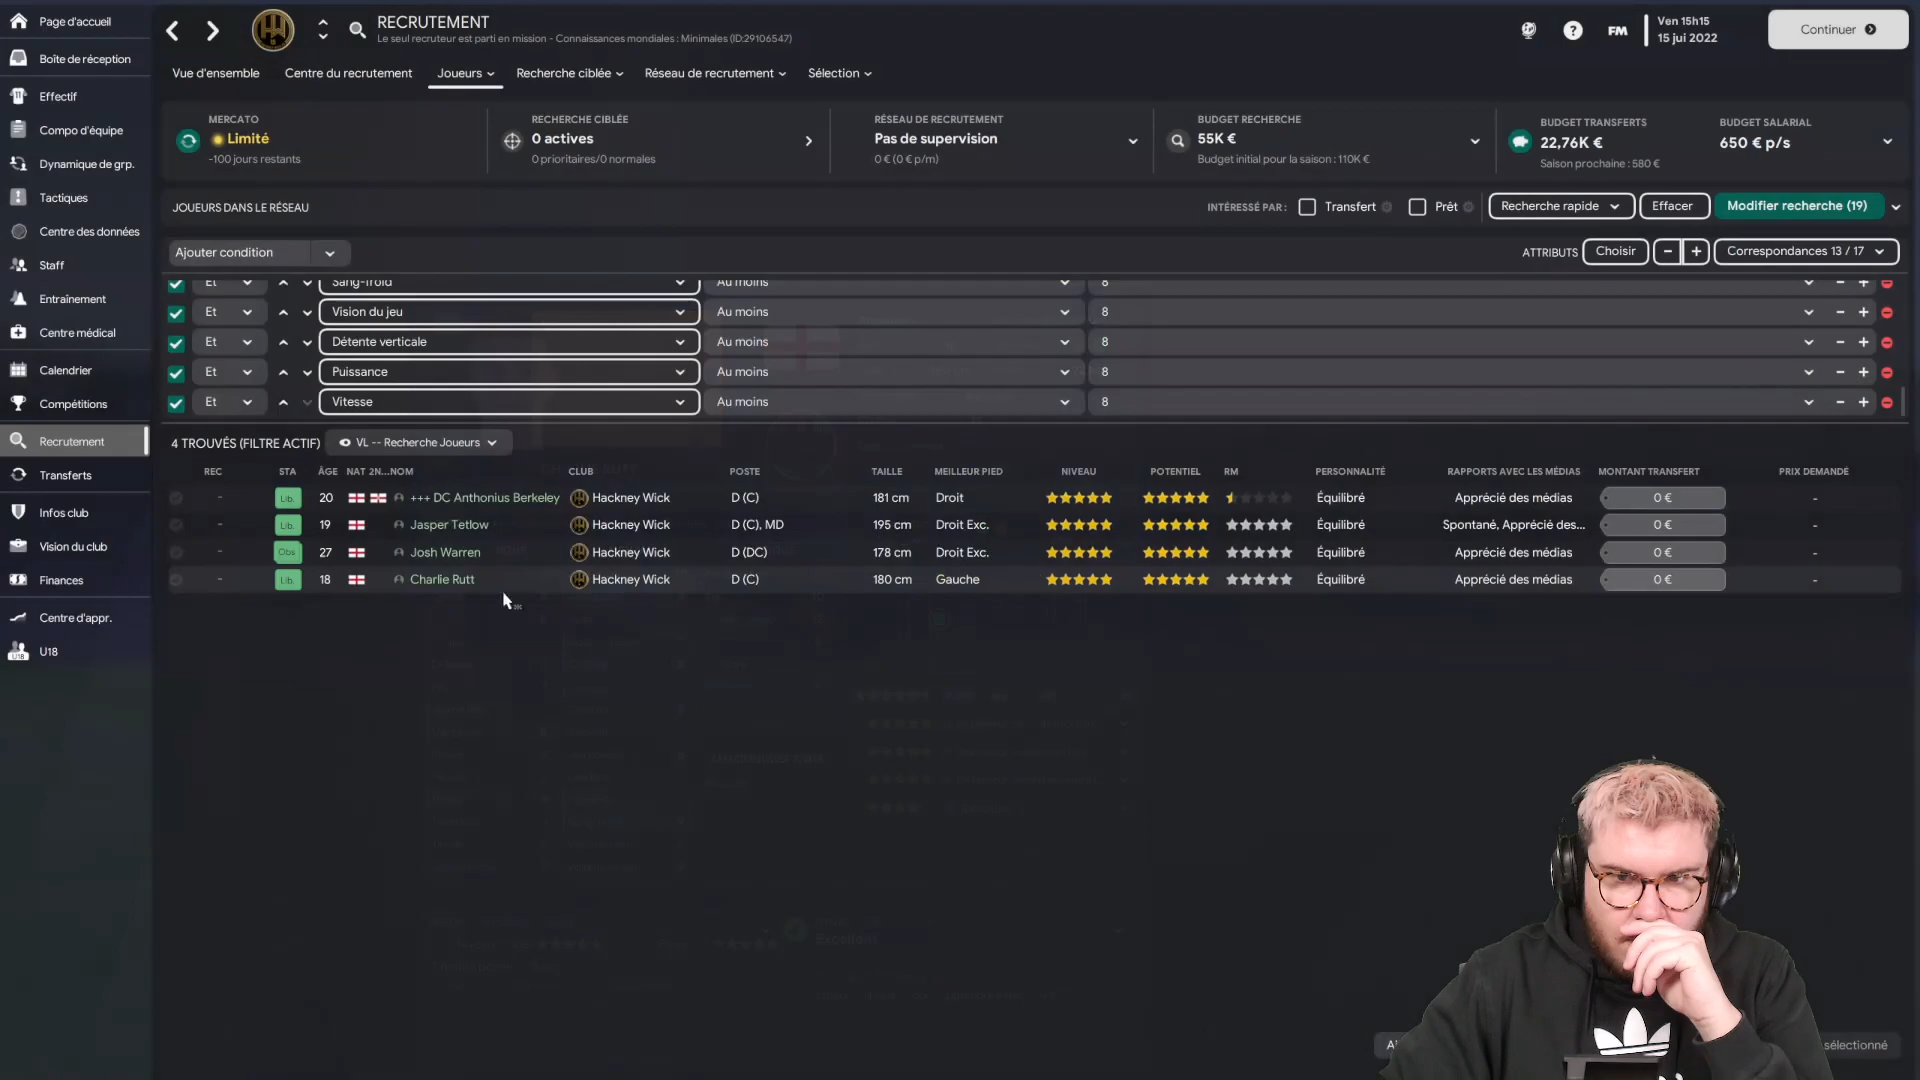 Page d'accueil
Boîte de réception
Effectif
Compo d'équipe
Dynamique de grp.
Tactiques
Centre des données
Staff
Entraînement
Centre médical
Calendrier
Compétitions
Recrutement
Transferts
Infos club
Vision du club
Finances
Centre d'appr.
U18
RECRUTEMENT
Le seul recruteur est parti en mission - Connaissances mondiales : Minimales (ID:29106547)
FM
Ven 15h15
15 jui 2022
Continuer
Vue d'ensemble Centre du recrutement Joueurs Recherche ciblée Réseau de recrutement Sélection
MERCATO
Limité
-100 jours restants
RECHERCHE CIBLÉE
0 actives
0 prioritaires/0 normales
RÉSEAU DE RECRUTEMENT
Pas de supervision
0 € (0 € p/m)
BUDGET RECHERCHE
55K €
Budget initial pour la saison : 110K €
BUDGET TRANSFERTS
22,76K €
Saison prochaine : 580 €
BUDGET SALARIAL
650 € p/s
JOUEURS DANS LE RÉSEAU
INTÉRESSÉ PAR : Transfert Prêt Recherche rapide Effacer Modifier recherche (19)
Ajouter condition
ATTRIBUTS Choisir - + Correspondances 13 / 17
Et Sang-froid Au moins 8
Et Vision du jeu Au moins 8
Et Détente verticale Au moins 8
Et Puissance Au moins 8
Et Vitesse Au moins 8
4 TROUVÉS (FILTRE ACTIF) VL -- Recherche Joueurs
REC STA ÂGE NAT 2N... NOM CLUB POSTE TAILLE MEILLEUR PIED NIVEAU POTENTIEL RM PERSONNALITÉ RAPPORTS AVEC LES MÉDIAS MONTANT TRANSFERT PRIX DEMANDÉ
- Lib. 20 +++ DC Anthonius Berkeley Hackney Wick D (C) 181 cm Droit Équilibré Apprécié des médias 0 € -
- Lib. 19 Jasper Tetlow Hackney Wick D (C), MD 195 cm Droit Exc. Équilibré Spontané, Apprécié des... 0 € -
- Obs 27 Josh Warren Hackney Wick D (DC) 178 cm Droit Exc. Équilibré Apprécié des médias 0 € -
- Lib. 18 Charlie Rutt Hackney Wick D (C) 180 cm Gauche Équilibré Apprécié des médias 0 € -
sélectionné